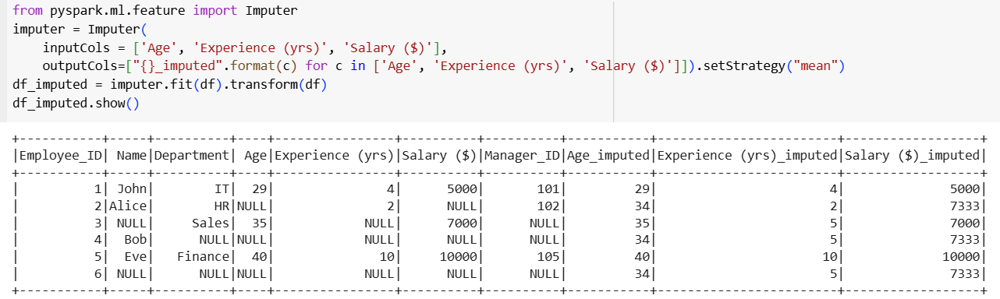 from pyspark.ml.feature import Imputer
imputer = Imputer(
    inputCols = ['Age', 'Experience (yrs)', 'Salary ($)'],
    outputCols=["{}_imputed".format(c) for c in ['Age', 'Experience (yrs)', 'Salary ($)']]).setStrategy("mean")
df_imputed = imputer.fit(df).transform(df)
df_imputed.show()
+-----------+-----+----------+----+----------------+----------+----------+-----------+------------------------+------------------+
|Employee_ID| Name|Department| Age|Experience (yrs)|Salary ($)|Manager_ID|Age_imputed|Experience (yrs)_imputed|Salary ($)_imputed|
+-----------+-----+----------+----+----------------+----------+----------+-----------+------------------------+------------------+
|          1| John|        IT|  29|               4|      5000|       101|         29|                       4|              5000|
|          2|Alice|        HR|NULL|               2|      NULL|       102|         34|                       2|              7333|
|          3| NULL|     Sales|  35|            NULL|      7000|      NULL|         35|                       5|              7000|
|          4|  Bob|      NULL|NULL|            NULL|      NULL|      NULL|         34|                       5|              7333|
|          5|  Eve|   Finance|  40|              10|     10000|       105|         40|                      10|             10000|
|          6| NULL|      NULL|NULL|            NULL|      NULL|      NULL|         34|                       5|              7333|
+-----------+-----+----------+----+----------------+----------+----------+-----------+------------------------+------------------+